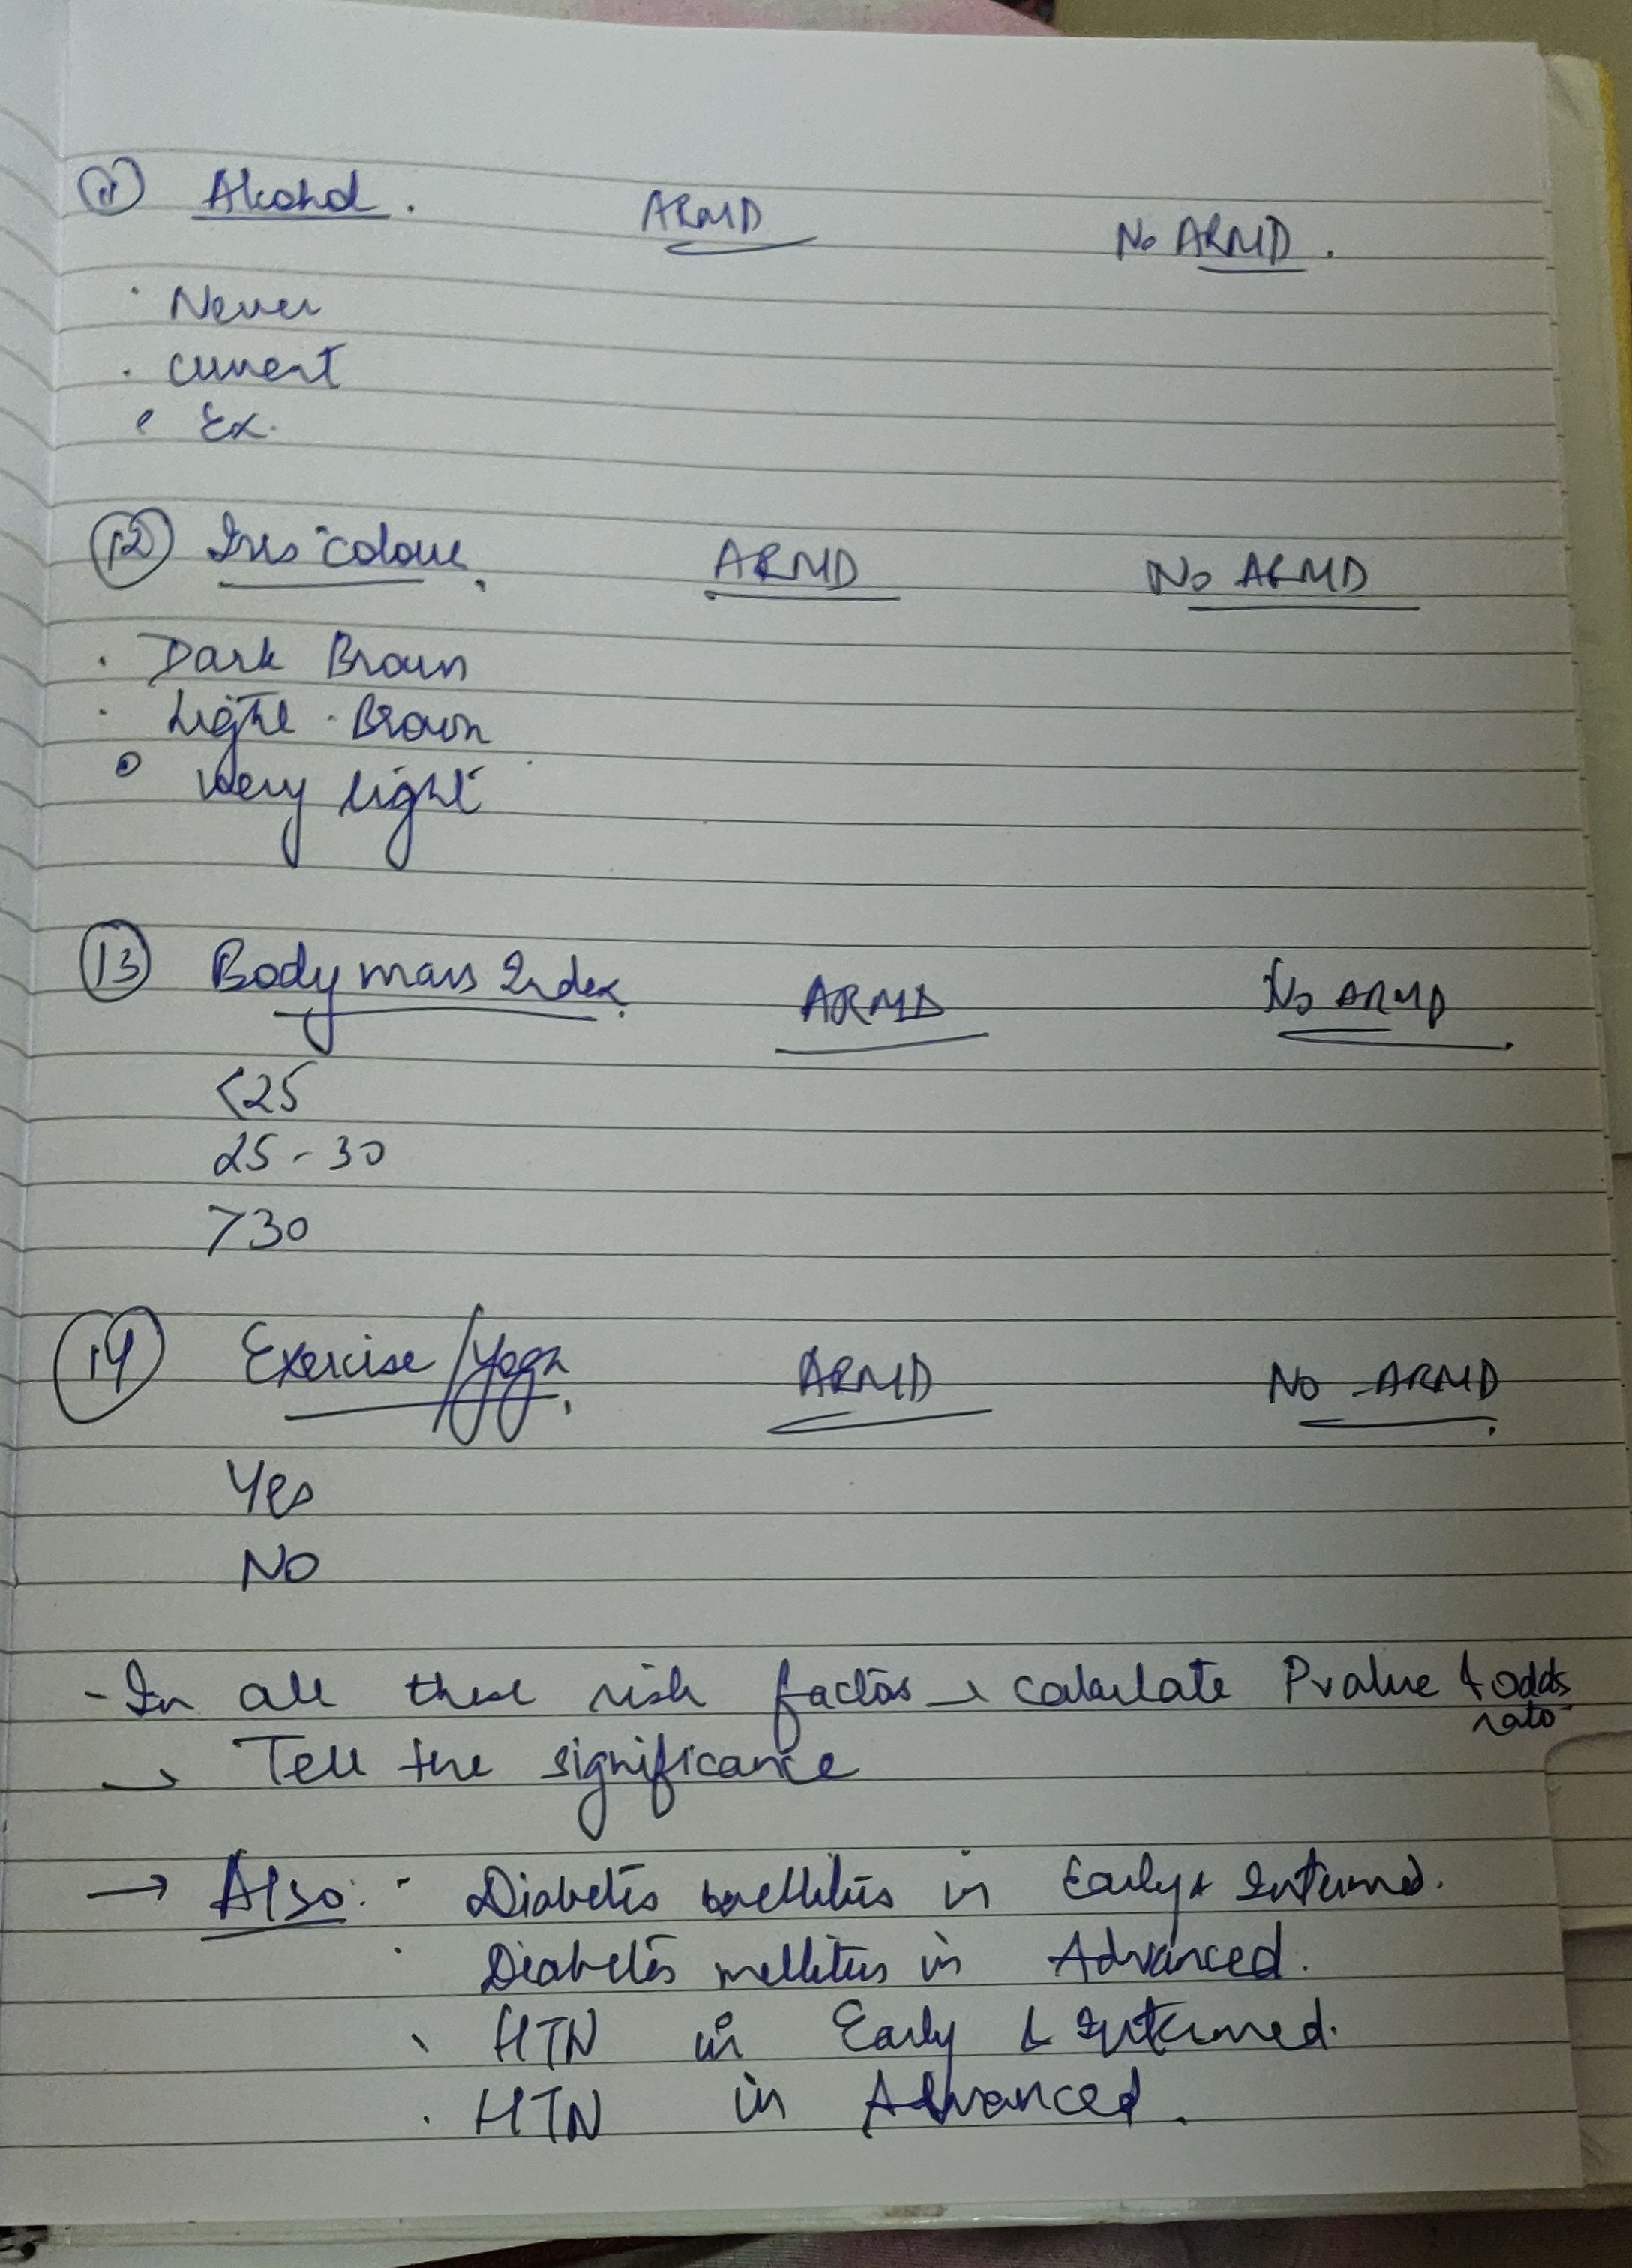 11 Alcohol. ARMD No ARMD.
· Never
· Current
· Ex.
12 Iris colour. ARMD No ARMD
· Dark Brown
· Light Brown
· Very light
13 Body mass Index. ARMD No ARMD
<25
25-30
>30
14 Exercise/Yoga. ARMD No ARMD
Yes
NO
- In all these risk factors → calculate P value & odds
ratio
→ Tell the significance
→ Also: · Diabetes mellitus in Early & Intermed.
· Diabetes mellitus in Advanced.
· HTN in Early & Intermed.
· HTN in Advanced.